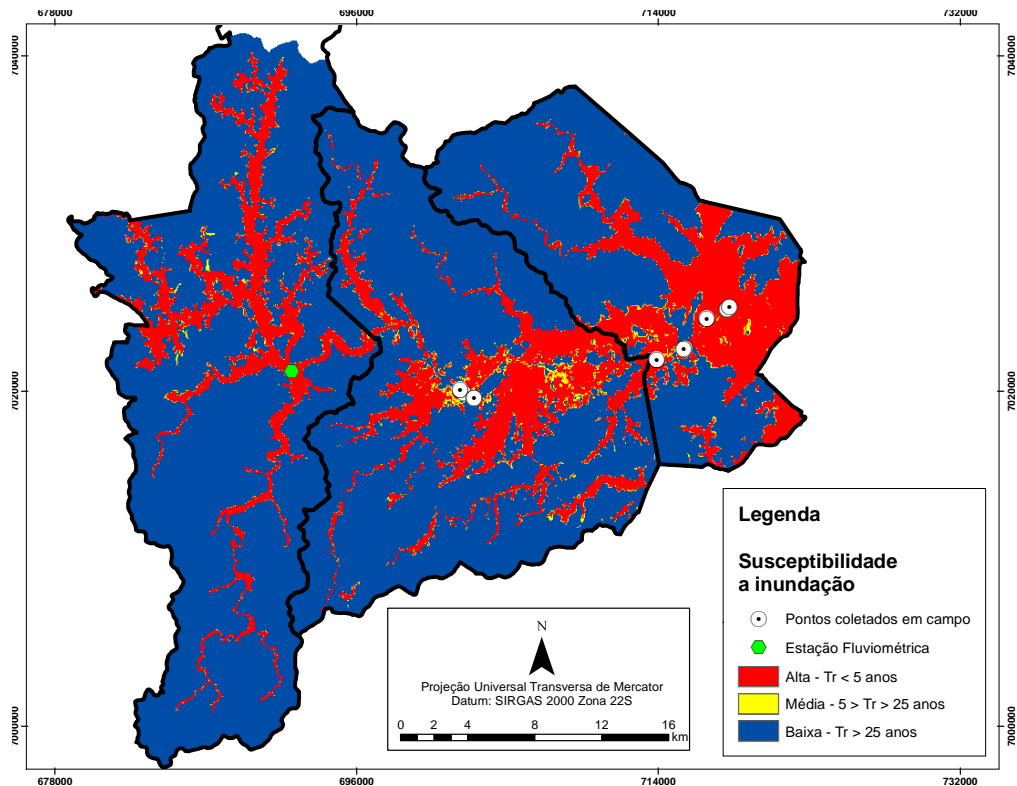 678000 696000 714000 732000
7040000 7040000
7020000 7020000
7000000 7000000
Legenda
Susceptibilidade
a inundação
Pontos coletados em campo
Estação Fluviométrica
Alta - Tr < 5 anos
Média - 5 > Tr > 25 anos
Baixa - Tr > 25 anos
N
Projeção Universal Transversa de Mercator
Datum: SIRGAS 2000 Zona 22S
0 2 4 8 12 16
km
678000 696000 714000 732000